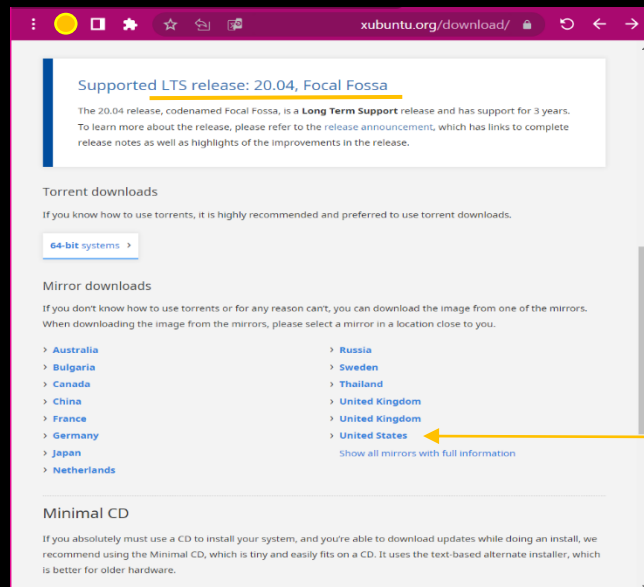 xubuntu.org/download/
Supported LTS release: 20.04, Focal Fossa
The 20.04 release, codenamed Focal Fossa, is a Long Term Support release and has support for 3 years.
To learn more about the release, please refer to the release announcement, which has links to complete
release notes as well as highlights of the improvements in the release.
Torrent downloads
If you know how to use torrents, it is highly recommended and preferred to use torrent downloads.
64-bit systems >
Mirror downloads
If you don't know how to use torrents or for any reason can't, you can download the image from one of the mirrors.
When downloading the image from the mirrors, please select a mirror in a location close to you.
> Australia
> Bulgaria
> Canada
> China
> France
> Germany
> Japan
> Netherlands
> Russia
> Sweden
> Thailand
> United Kingdom
> United Kingdom
> United States
Show all mirrors with full information
Minimal CD
If you absolutely must use a CD to install your system, and you're able to download updates while doing an install, we
recommend using the Minimal CD, which is tiny and easily fits on a CD. It uses the text-based alternate installer, which
is better for older hardware.